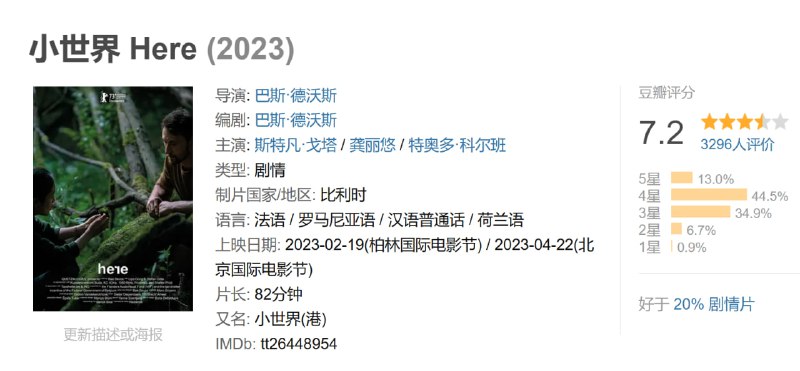 小世界 Here (2023)
here
更新描述或海报
导演: 巴斯·德沃斯
编剧: 巴斯·德沃斯
主演: 斯特凡·戈塔 / 龚丽悠 / 特奥多·科尔班
类型: 剧情
制片国家/地区: 比利时
语言: 法语 / 罗马尼亚语 / 汉语普通话 / 荷兰语
上映日期: 2023-02-19(柏林国际电影节) / 2023-04-22(北
京国际电影节)
片长: 82分钟
又名: 小世界(港)
IMDb: tt26448954
豆瓣评分
7.2
3296人评价
5星 13.0%
4星 44.5%
3星 34.9%
2星 6.7%
1星 0.9%
好于 20% 剧情片